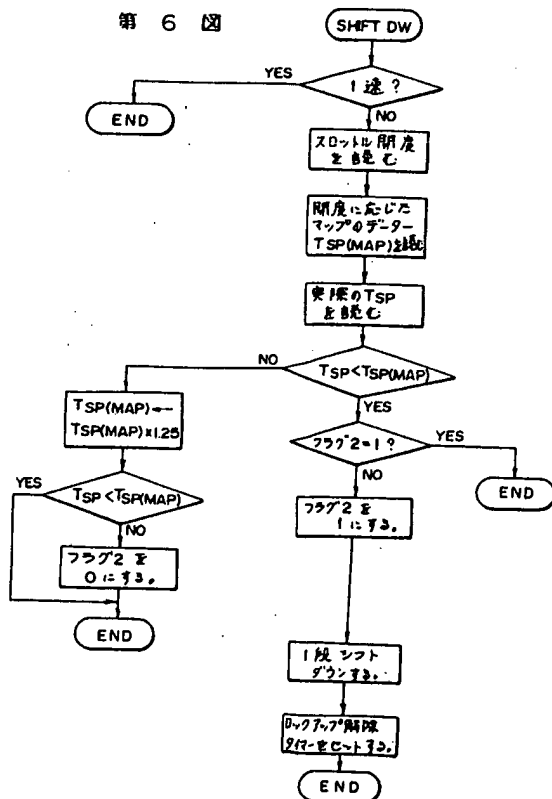 第 6 図
SHIFT DW
1 速 ?
YES
END
NO
スロットル開度
を読む
開度に応じた
マップのデーター
TSP(MAP)を読む
実際のTSP
を読む
TSP<TSP(MAP)
NO
TSP(MAP)←
TSP(MAP)×1.25
YES
TSP<TSP(MAP)
NO
フラグ2 を
0 にする。
END
YES
フラグ2=1 ?
YES
END
NO
フラグ2 を
1 にする。
1段 シフト
ダウンする。
ロックアップ解除
タイマーをセットする。
END